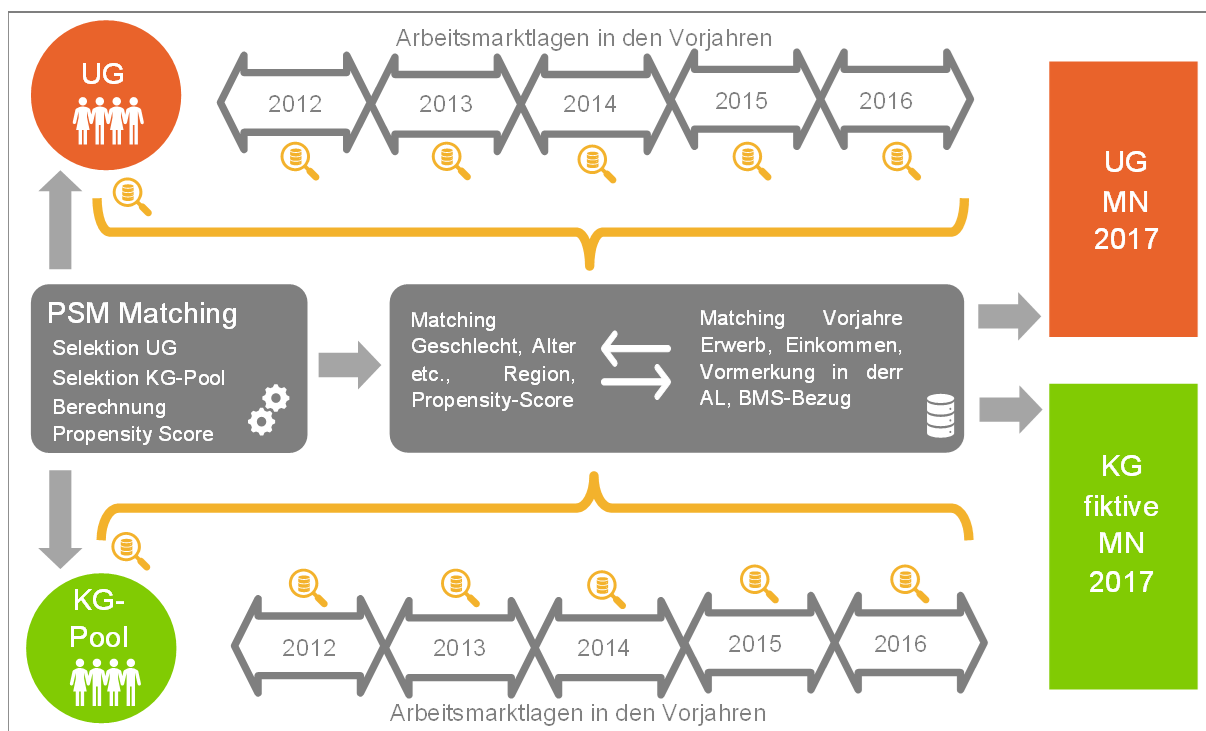 Arbeitsmarktlagen in den Vorjahren
UG
2012
2013
2014
2015
2016
UG
MN
2017
PSM Matching
Selektion UG
Selektion KG-Pool
Berechnung
Propensity Score
Matching
Geschlecht, Alter
etc., Region,
Propensity-Score
Matching Vorjahre
Erwerb, Einkommen,
Vormerkung in derr
AL, BMS-Bezug
KG
fiktive
MN
2017
KG-
Pool
2012
2013
2014
2015
2016
Arbeitsmarktlagen in den Vorjahren